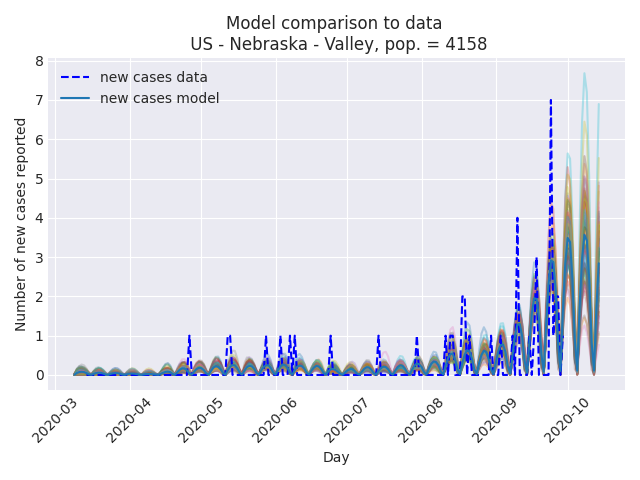 Model comparison to data
US - Nebraska - Valley, pop. = 4158
new cases data
new cases model
Number of new cases reported
8
7
6
5
4
3
2
1
0
2020-03
2020-04
2020-05
2020-06
2020-07
2020-08
2020-09
2020-10
Day